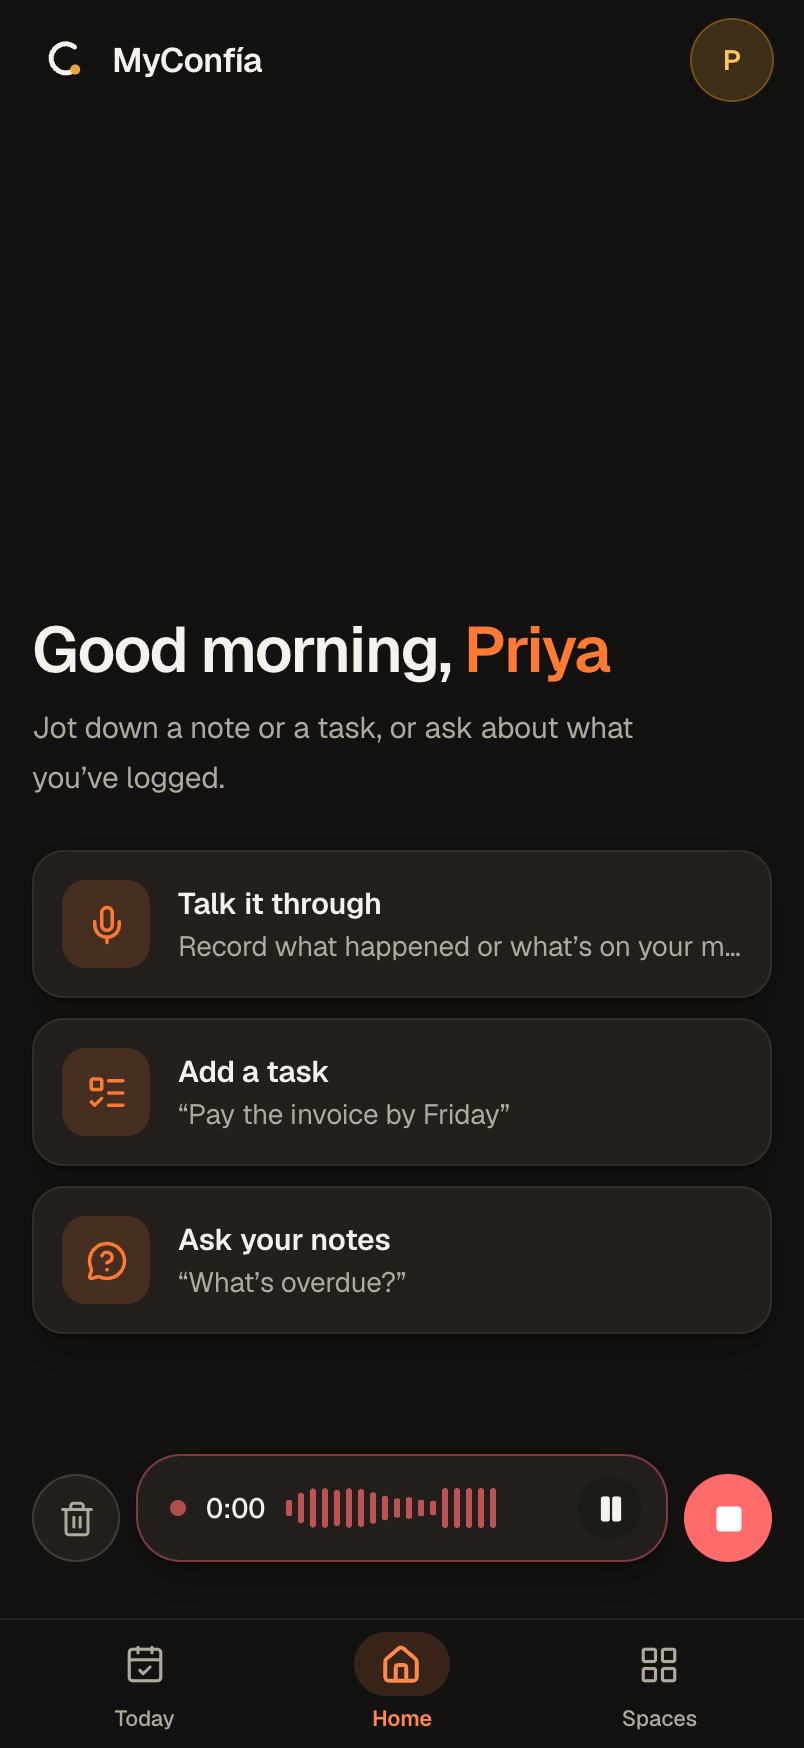 MyConfía
P
Good morning, Priya
Jot down a note or a task, or ask about what
you’ve logged.
Talk it through
Record what happened or what’s on your m…
Add a task
“Pay the invoice by Friday”
Ask your notes
“What’s overdue?”
0:00
Today
Home
Spaces